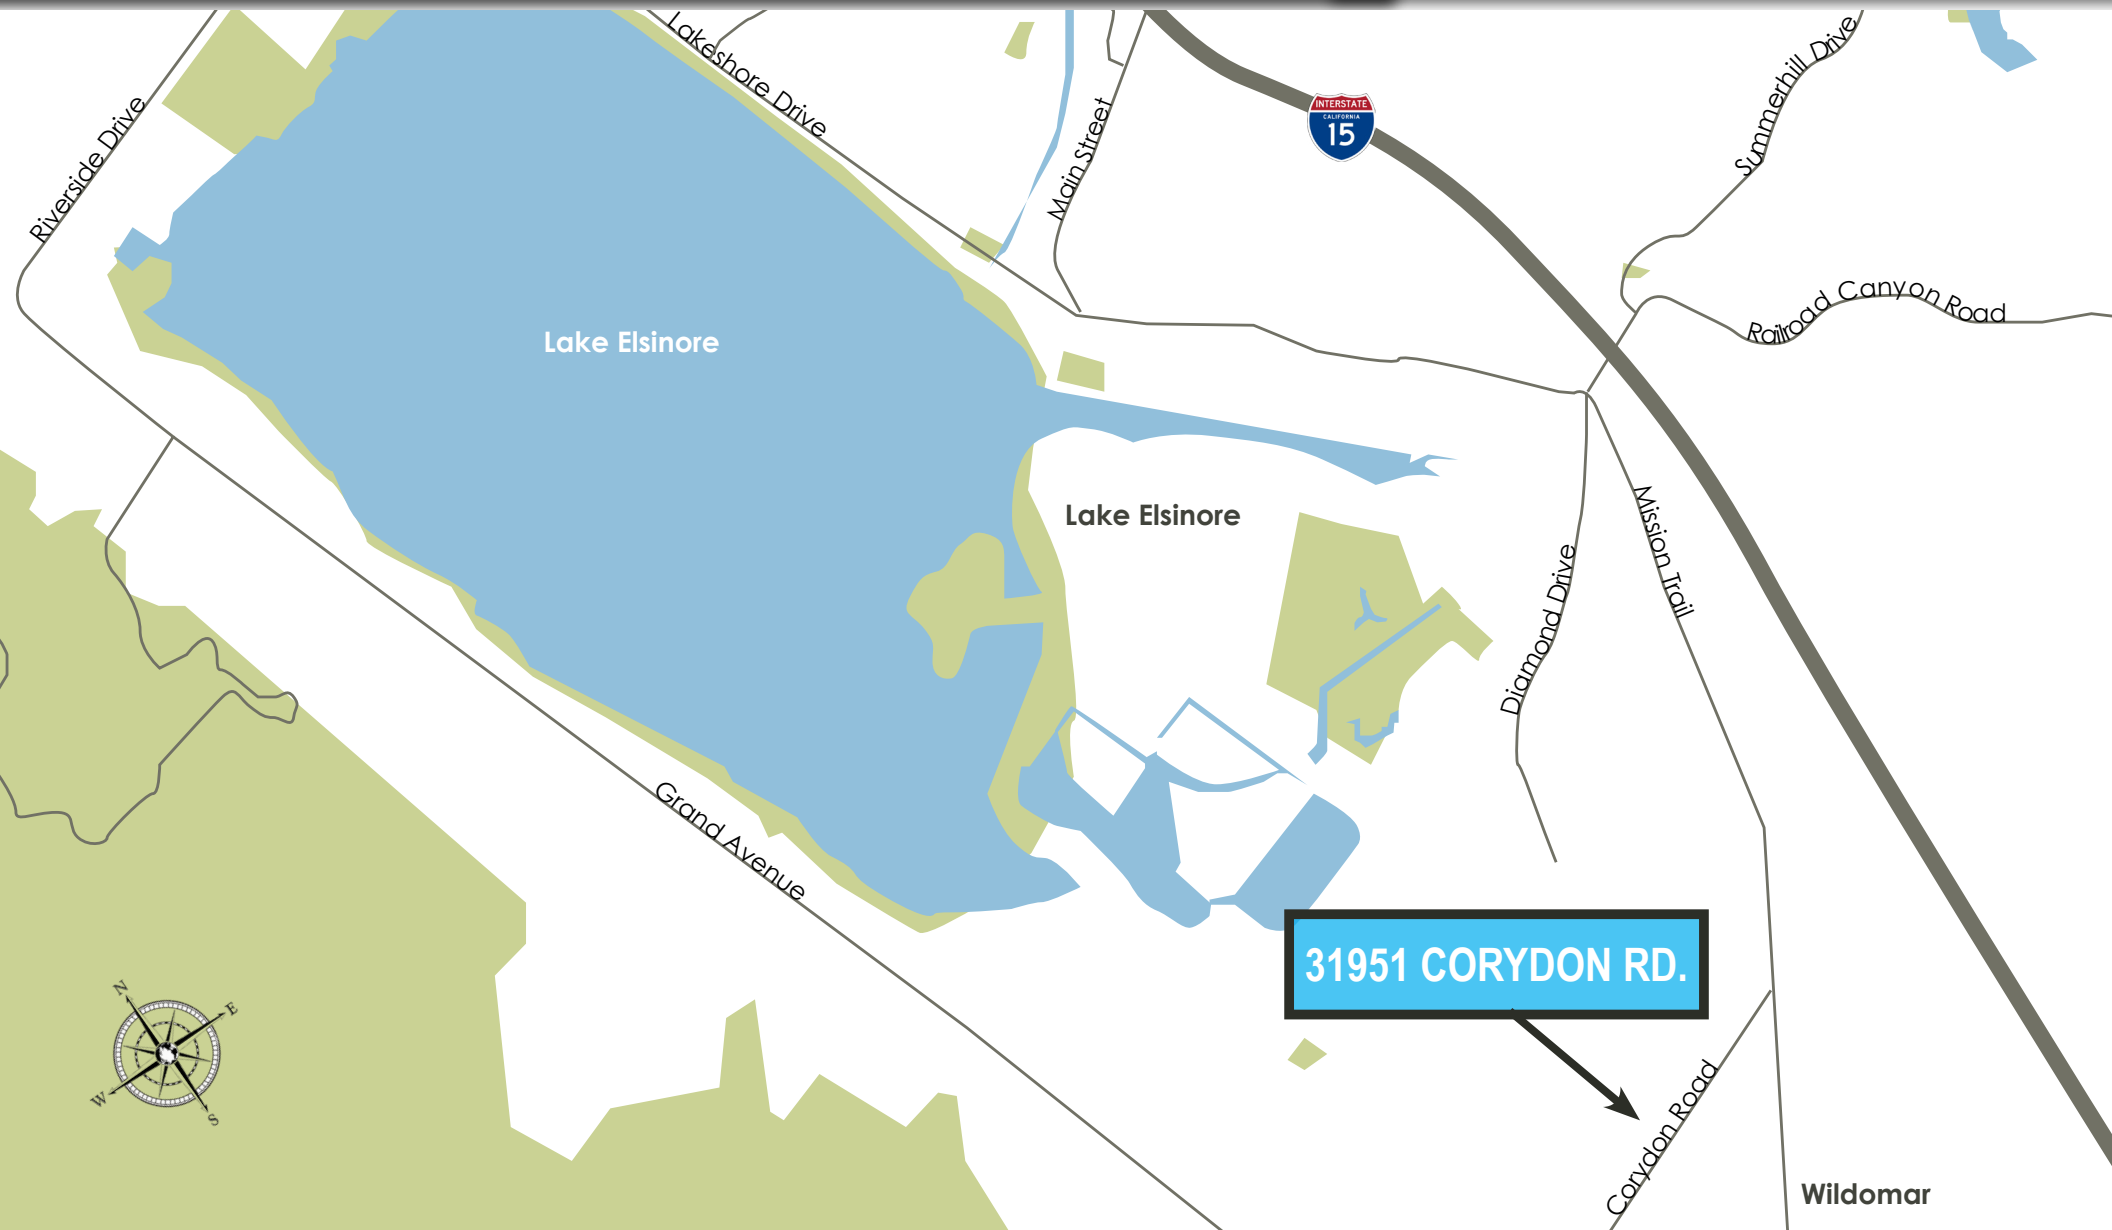 Lakeshore Drive
Summerhill Drive
Riverside Drive
Main Street
INTERSTATE
CALIFORNIA
15
Railroad Canyon Road
Lake Elsinore
Lake Elsinore
Mission Trail
Diamond Drive
Grand Avenue
31951 CORYDON RD.
N
E
W
S
Corydon Road
Wildomar